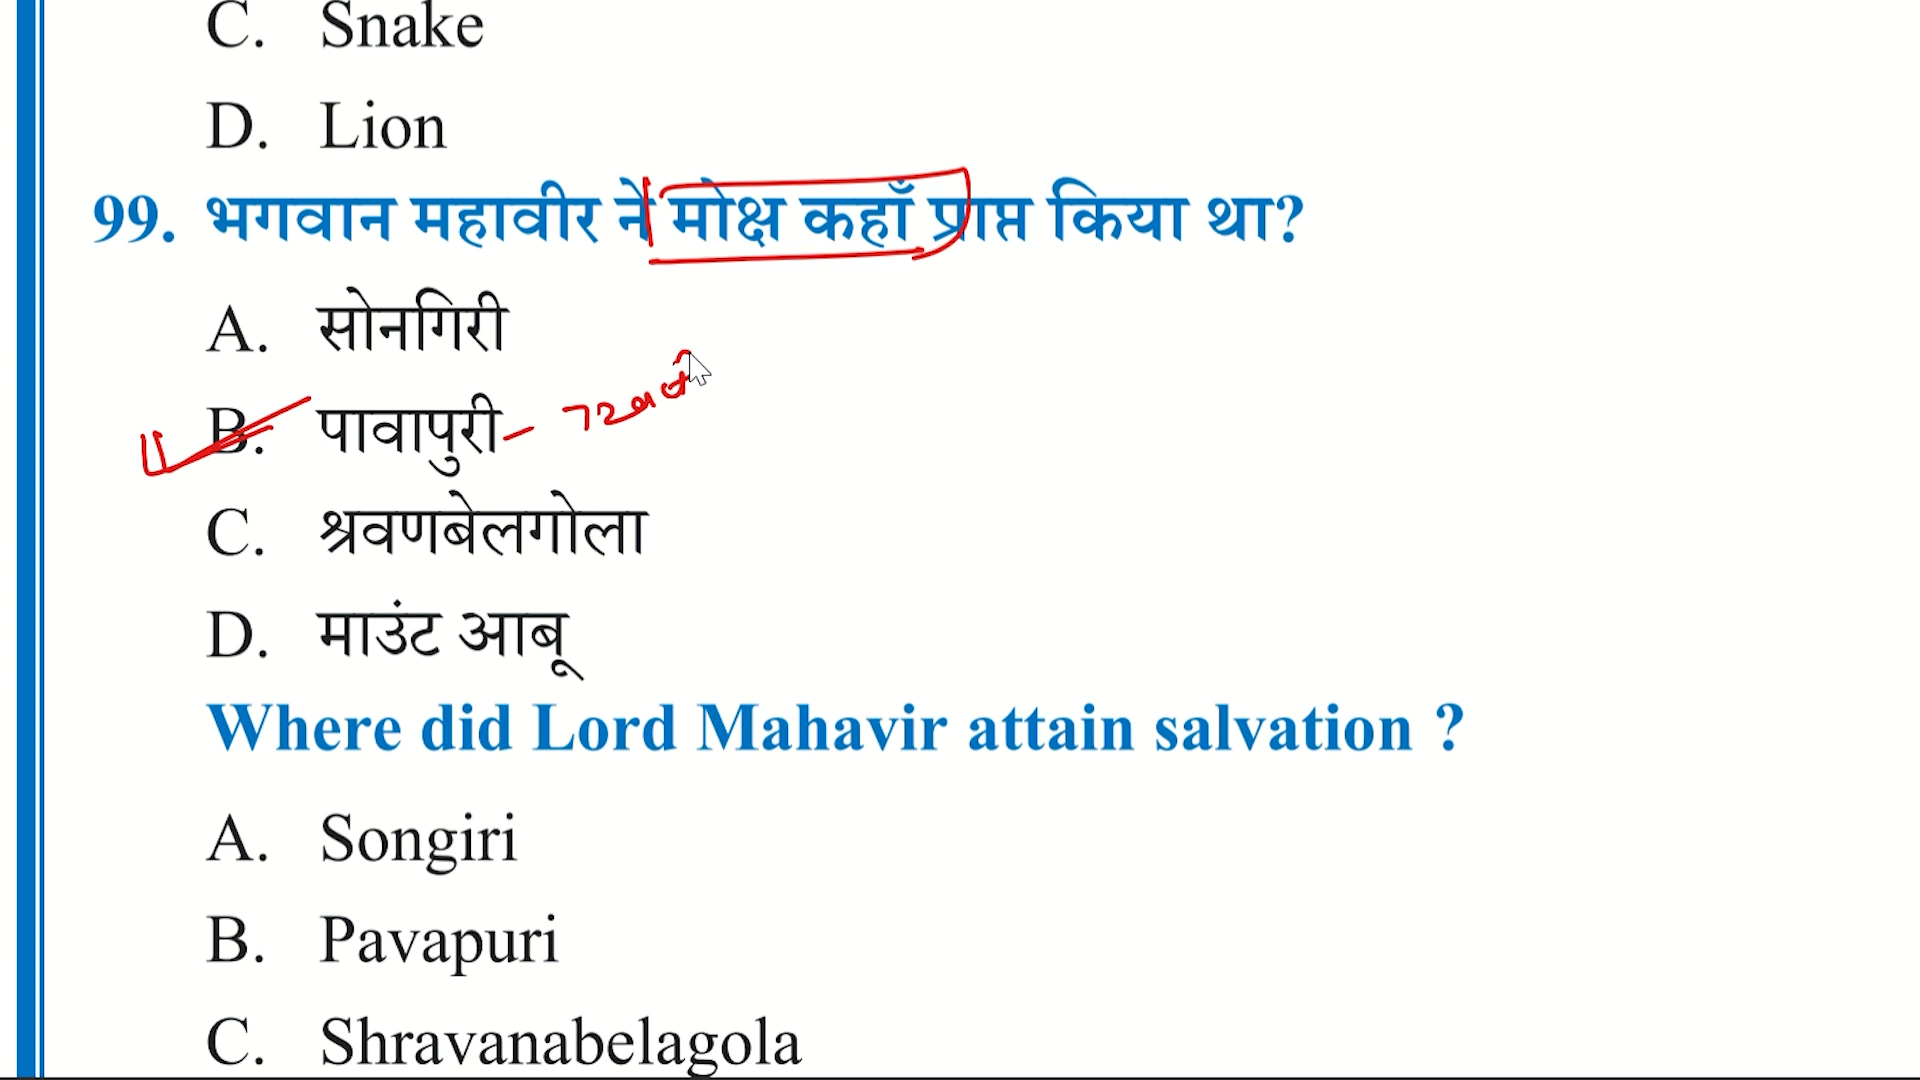 C. Snake
D. Lion
99. भगवान महावीर ने मोक्ष कहाँ प्राप्त किया था?
A. सोनगिरी
B. पावापुरी - 72
C. श्रवणबेलगोला
D. माउंट आबू
Where did Lord Mahavir attain salvation ?
A. Songiri
B. Pavapuri
C. Shravanabelagola